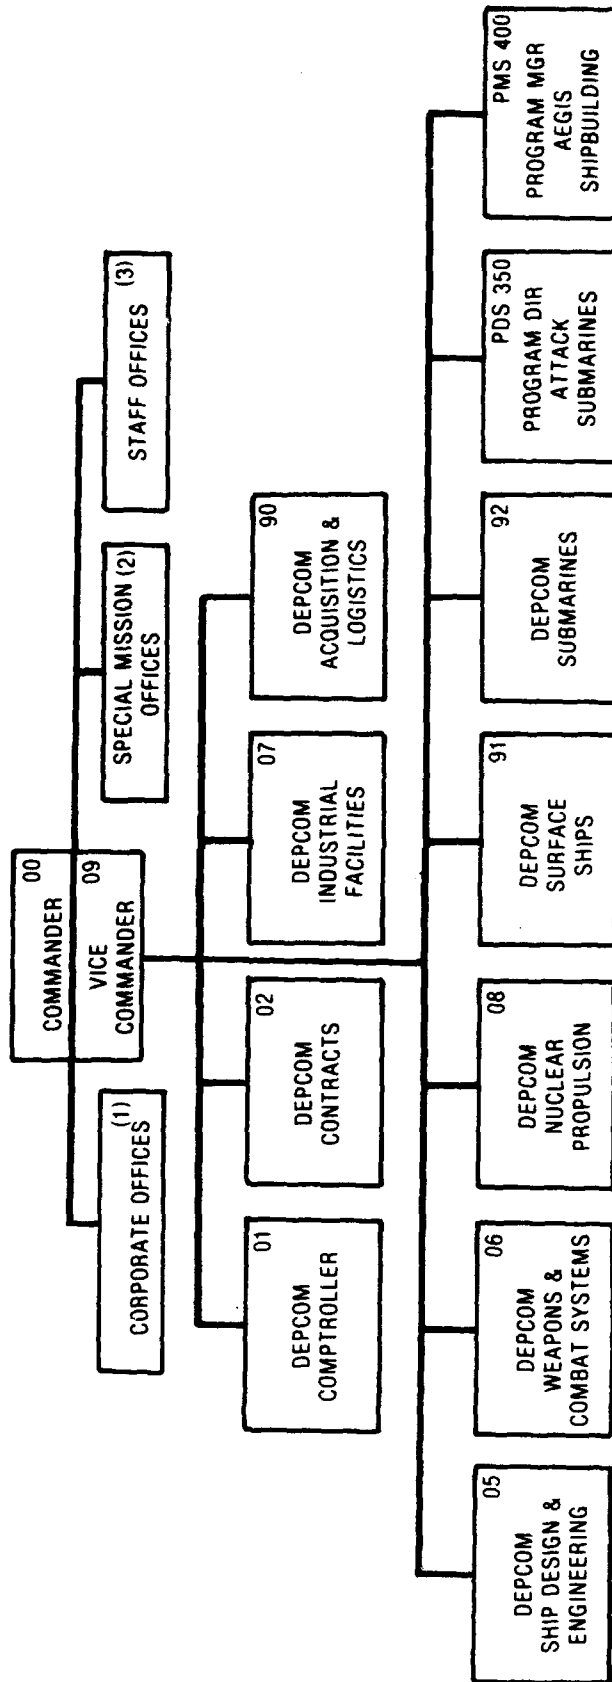 00
COMMANDER
09
VICE
COMMANDER
CORPORATE OFFICES (1)
SPECIAL MISSION (2)
OFFICES
STAFF OFFICES (3)
01
DEPCOM
COMPTROLLER
02
DEPCOM
CONTRACTS
07
DEPCOM
INDUSTRIAL
FACILITIES
90
DEPCOM
ACQUISITION &
LOGISTICS
05
DEPCOM
SHIP DESIGN &
ENGINEERING
06
DEPCOM
WEAPONS &
COMBAT SYSTEMS
08
DEPCOM
NUCLEAR
PROPULSION
91
DEPCOM
SURFACE
SHIPS
92
DEPCOM
SUBMARINES
PDS 350
PROGRAM DIR
ATTACK
SUBMARINES
PMS 400
PROGRAM MGR
AEGIS
SHIPBUILDING